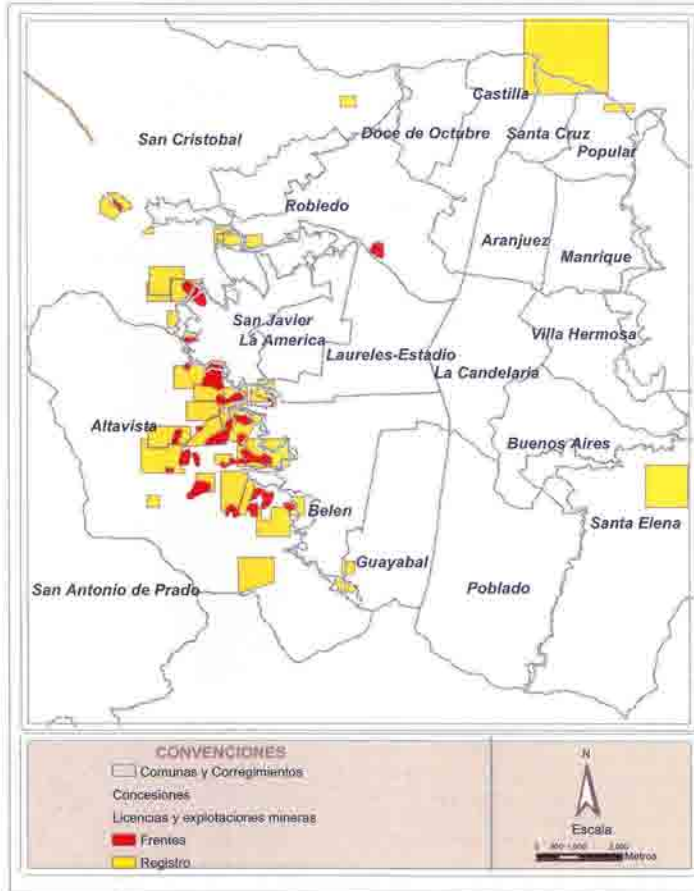 Castilla
San Cristobal
Doce de Octubre
Santa Cruz
Popular
Robledo
Aranjuez
Manrique
San Javier
La America
Villa Hermosa
Laureles-Estadio
La Candelaria
Altavista
Buenos Aires
Belen
Santa Elena
Guayabal
San Antonio de Prado
Poblado
CONVENCIONES
Comunas y Corregimientos
Concesiones
Licencias y explotaciones mineras
Frentes
Registro
N
Escala:
Metros